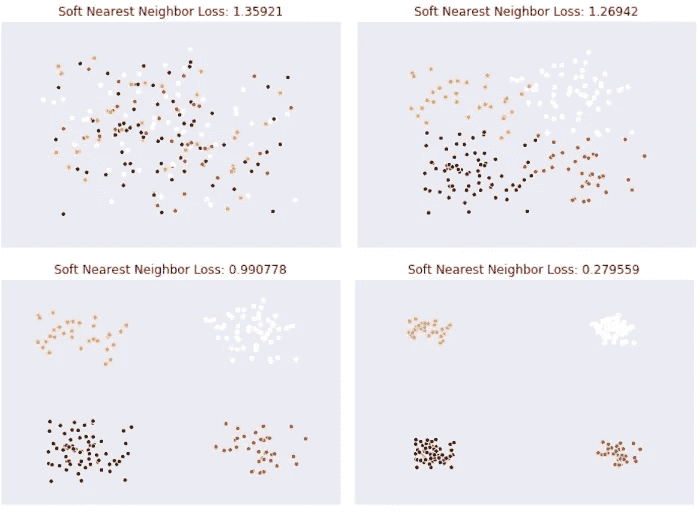 Soft Nearest Neighbor Loss: 1.35921
Soft Nearest Neighbor Loss: 1.26942
Soft Nearest Neighbor Loss: 0.990778
Soft Nearest Neighbor Loss: 0.279559